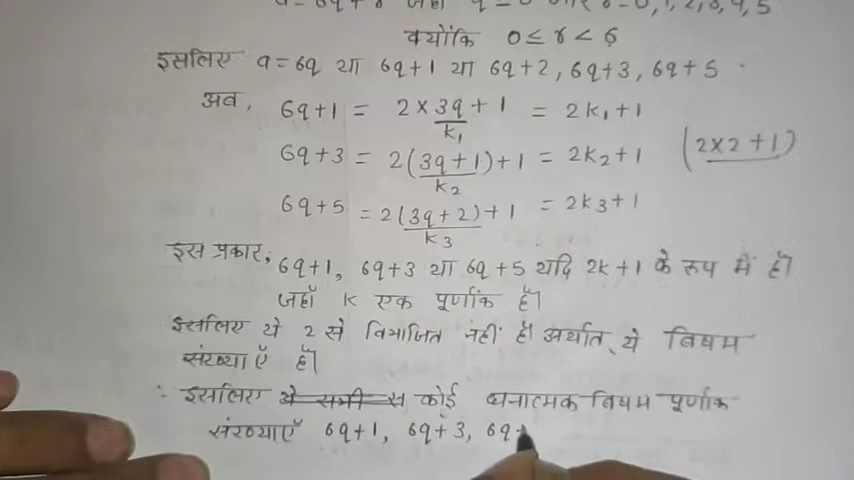 क्योंकि 0 ≤ r < 6
इसलिए a = 6q या 6q+1 या 6q+2, 6q+3, 6q+5
अब, 6q+1 = 2×3q+1 = 2k₁+1
k₁
6q+3 = 2(3q+1)+1 = 2k₂+1 (2×2+1)
k₂
6q+5 = 2(3q+2)+1 = 2k₃+1
k₃
इस प्रकार, 6q+1, 6q+3 या 6q+5 यदि 2k+1 के रूप में हैं।
जहाँ k एक पूर्णांक हैं।
इसलिए ये 2 से विभाजित नहीं हैं। अर्थात् ये विषम
संख्याएँ हैं।
∴ इसलिए ये सभी स कोई धनात्मक विषम पूर्णांक
संख्याएँ 6q+1, 6q+3, 6q+